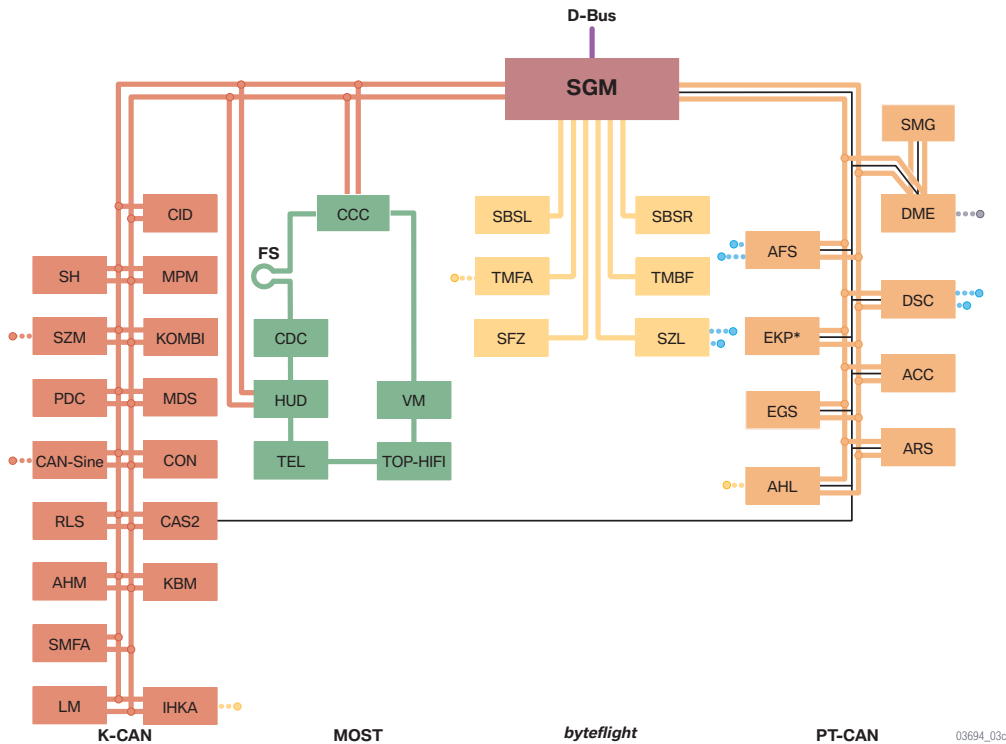 D-Bus
SGM
SMG
CID
CCC
SBSL
SBSR
DME
FS
AFS
SH
MPM
TMFA
TMBF
DSC
SZM
KOMBI
CDC
SFZ
SZL
EKP*
ACC
PDC
MDS
HUD
VM
EGS
CAN-Sine
CON
TEL
TOP-HIFI
ARS
AHL
RLS
CAS2
AHM
KBM
SMFA
LM
IHKA
K-CAN
MOST
byteflight
PT-CAN